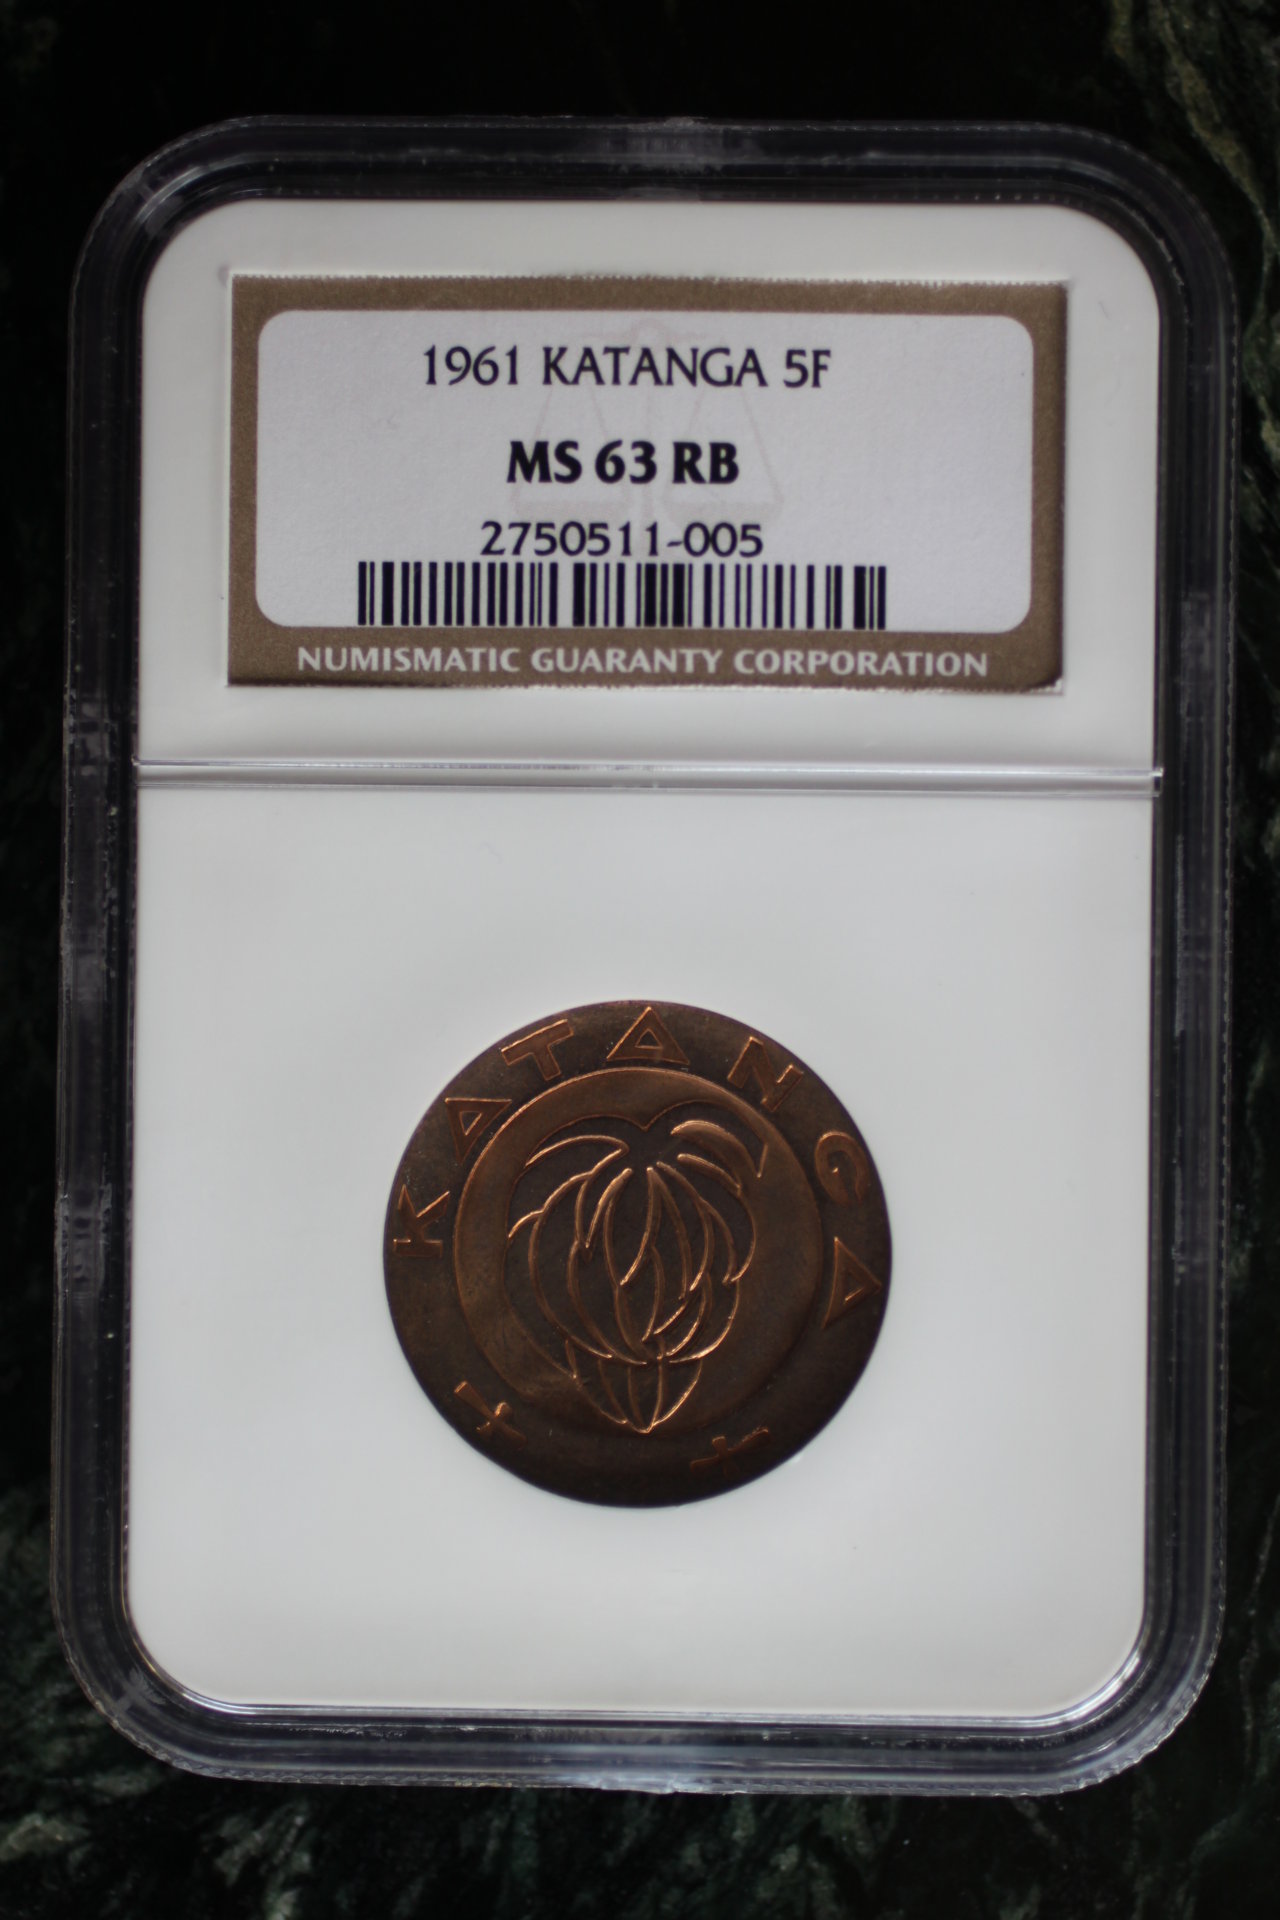 1961 KATANGA 5F
MS 63 RB
2750511-005
NUMISMATIC GUARANTY CORPORATION
KATANGA